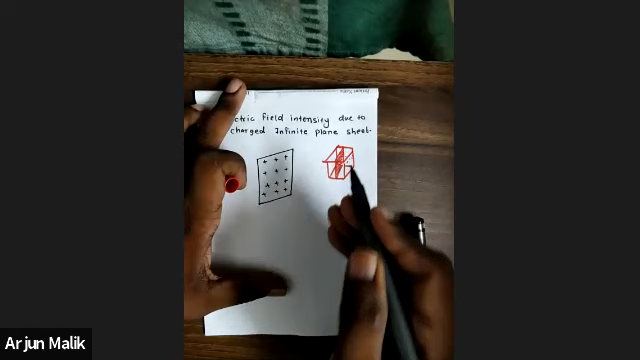 ctric field intensity due to
charged Infinite plane sheet.
Arjun Malik